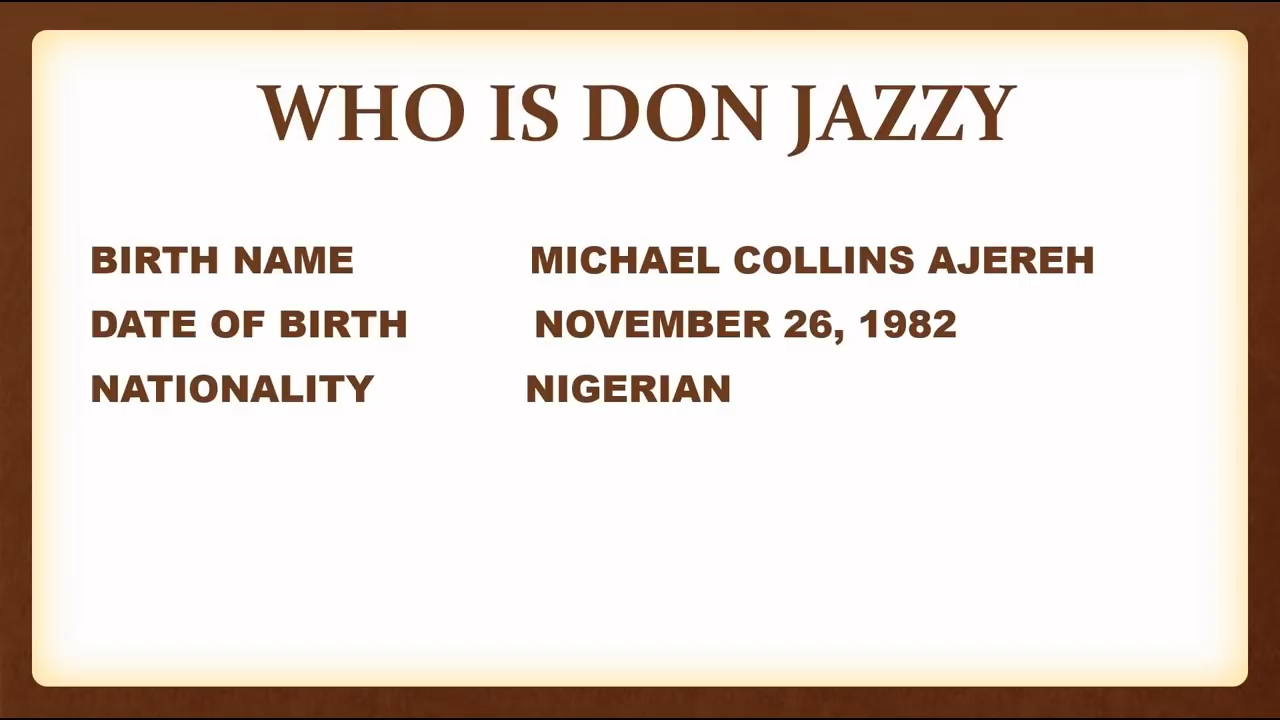 WHO IS DON JAZZY
BIRTH NAME MICHAEL COLLINS AJEREH
DATE OF BIRTH NOVEMBER 26, 1982
NATIONALITY NIGERIAN